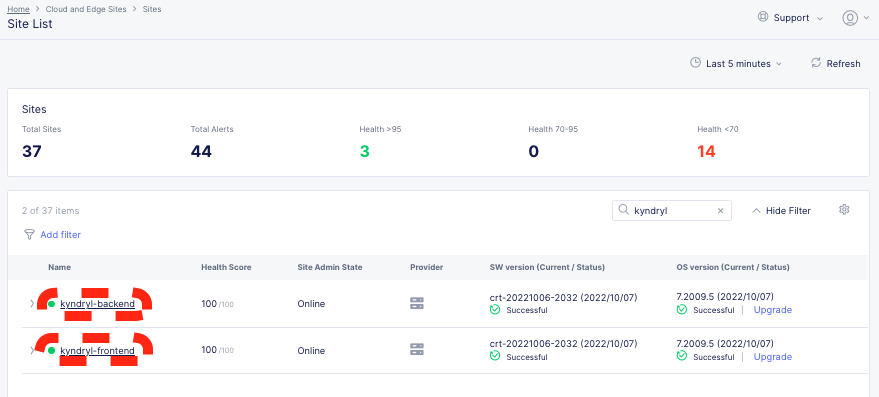 Home > Cloud and Edge Sites > Sites
Site List
Support
Last 5 minutes
Refresh
Sites
Total Sites
Total Alerts
Health >95
Health 70-95
Health <70
37
44
3
0
14
2 of 37 items
kyndryl
Hide Filter
Add filter
Name
Health Score
Site Admin State
Provider
SW version (Current / Status)
OS version (Current / Status)
kyndryl-backend
100 /100
Online
crt-20221006-2032 (2022/10/07)
Successful
7.2009.5 (2022/10/07)
Successful | Upgrade
kyndryl-frontend
100 /100
Online
crt-20221006-2032 (2022/10/07)
Successful
7.2009.5 (2022/10/07)
Successful | Upgrade